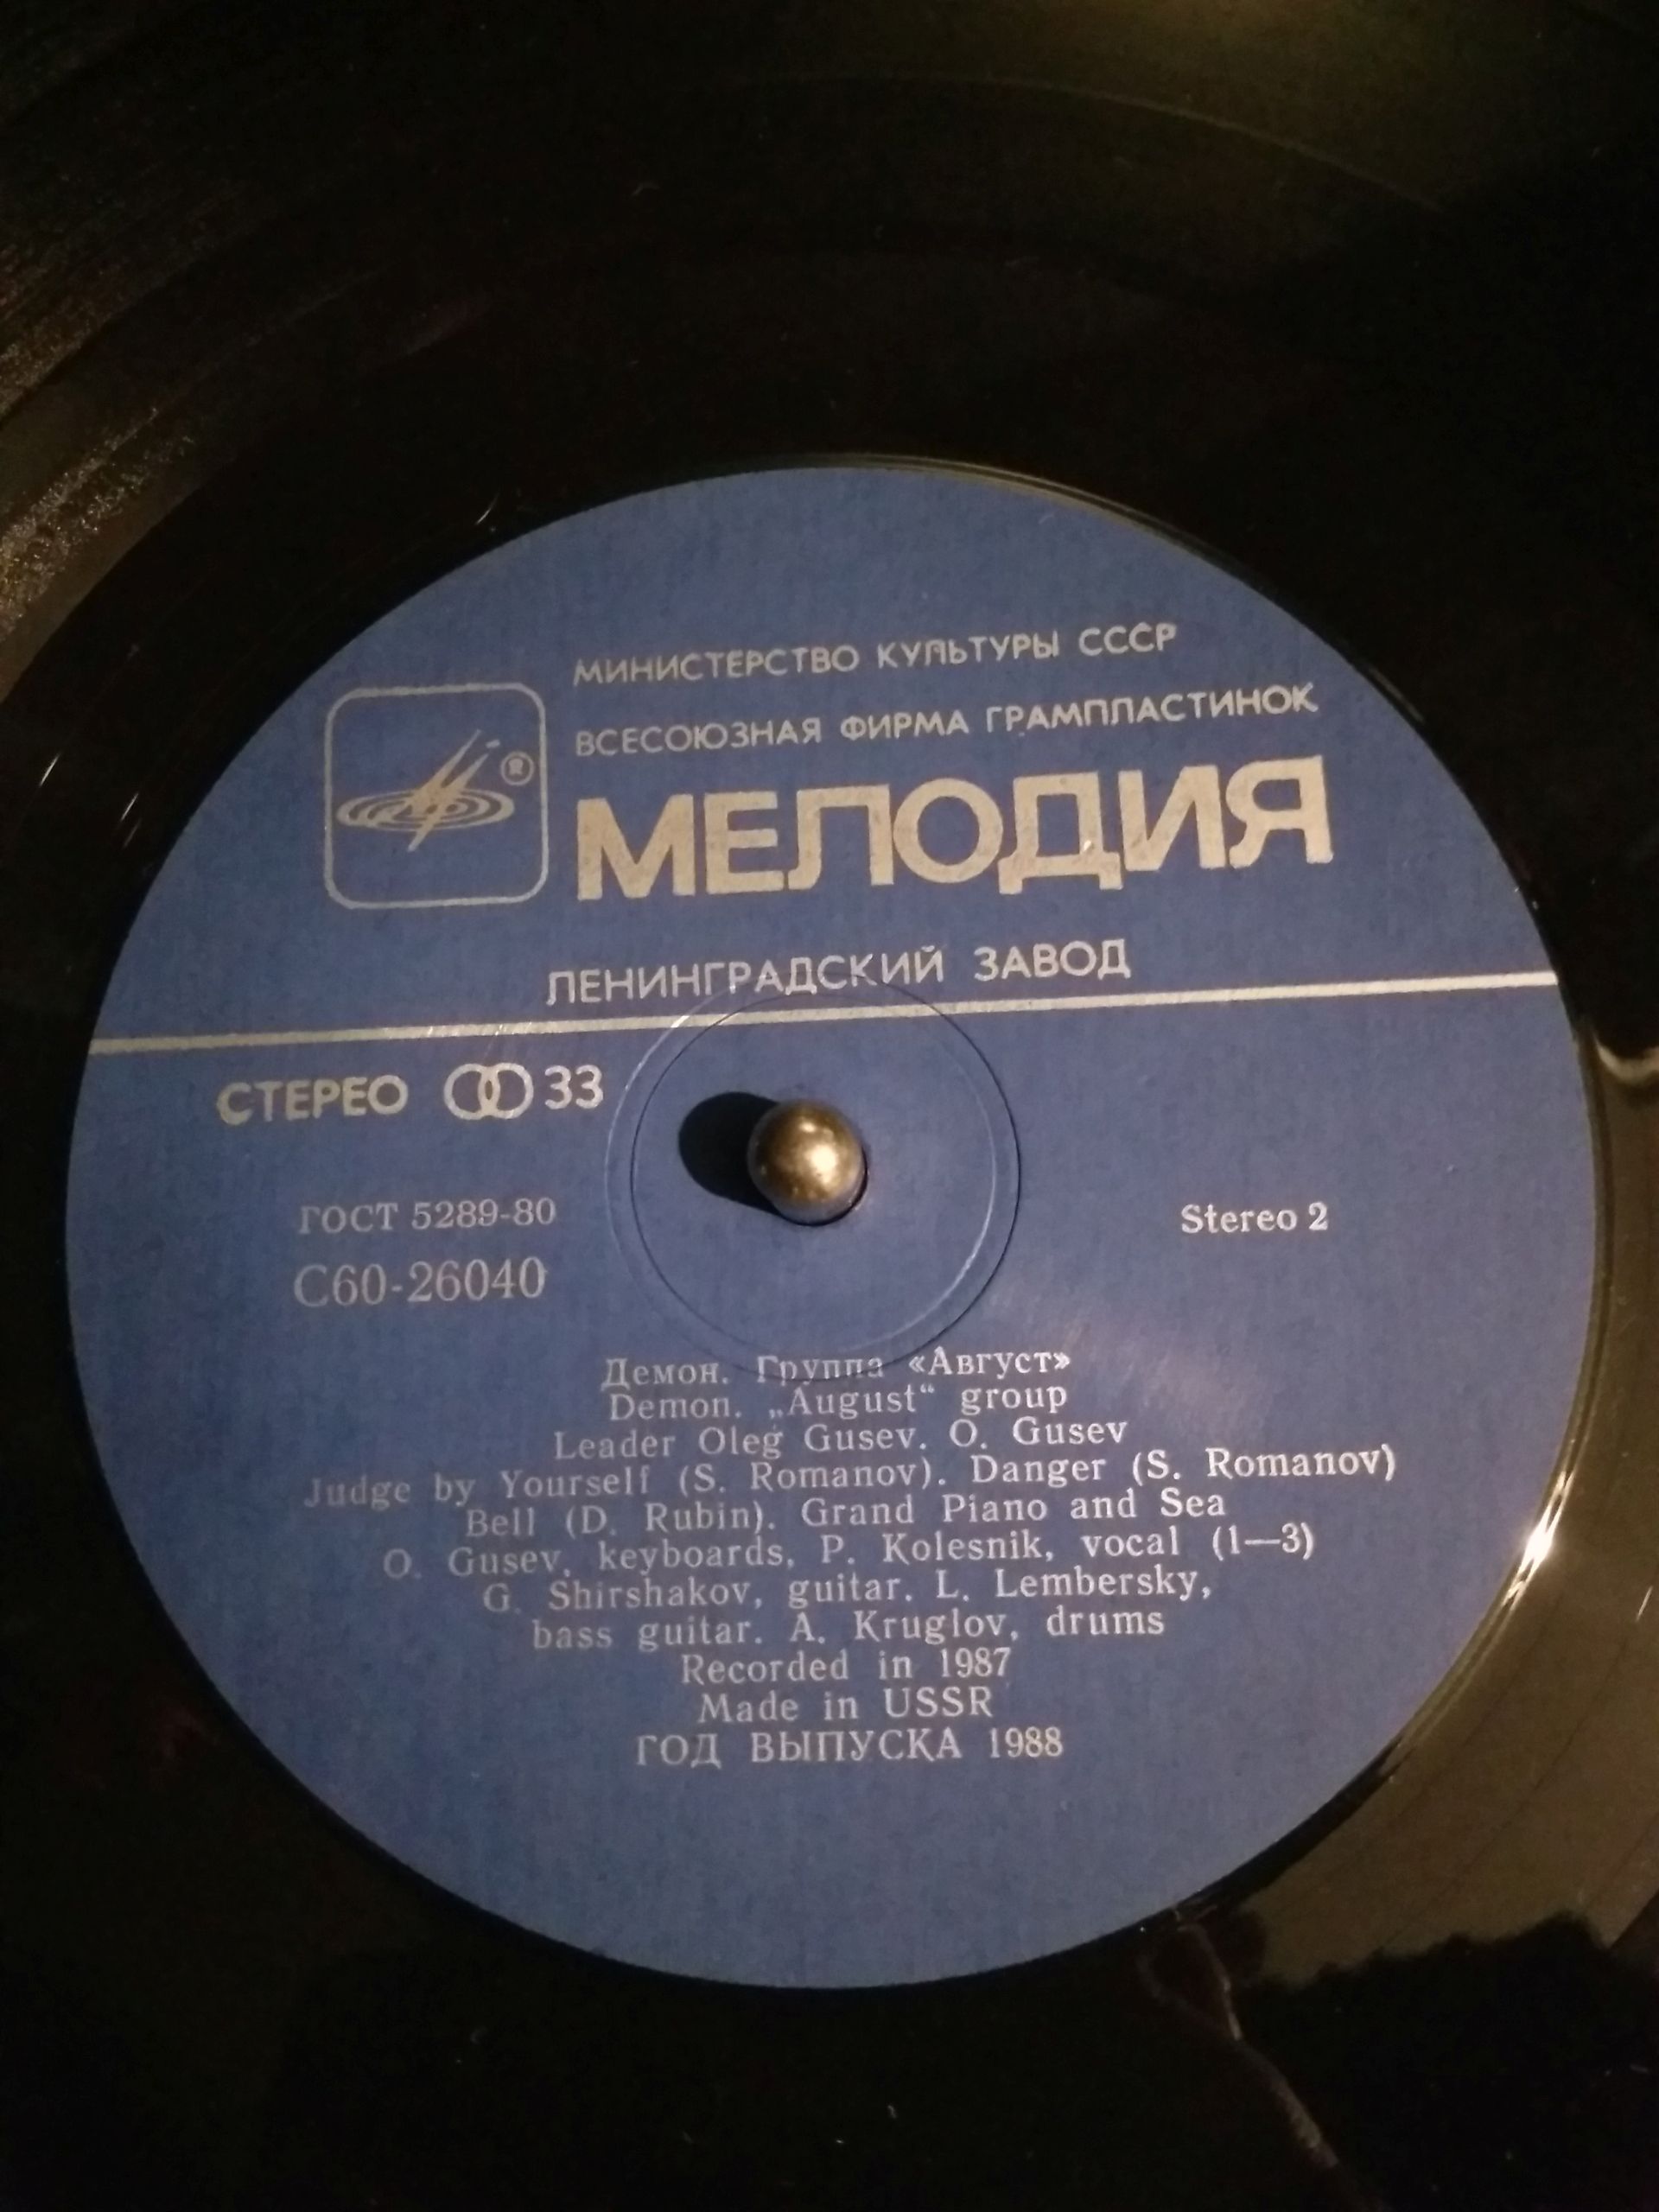 МИНИСТЕРСТВО КУЛЬТУРЫ СССР
ВСЕСОЮЗНАЯ ФИРМА ГРАМПЛАСТИНОК
®
МЕЛОДИЯ
ЛЕНИНГРАДСКИЙ ЗАВОД
СТЕРЕО 33
ГОСТ 5289-80
Stereo 2
С60-26040
Демон. Группа «Август»
Demon. „August“ group
Leader Oleg Gusev. O. Gusev
Judge by Yourself (S. Romanov). Danger (S. Romanov)
Bell (D. Rubin). Grand Piano and Sea
O. Gusev, keyboards, P. Kolesnik, vocal (1—3)
G. Shirshakov, guitar. L. Lembersky,
bass guitar. A. Kruglov, drums
Recorded in 1987
Made in USSR
ГОД ВЫПУСКА 1988